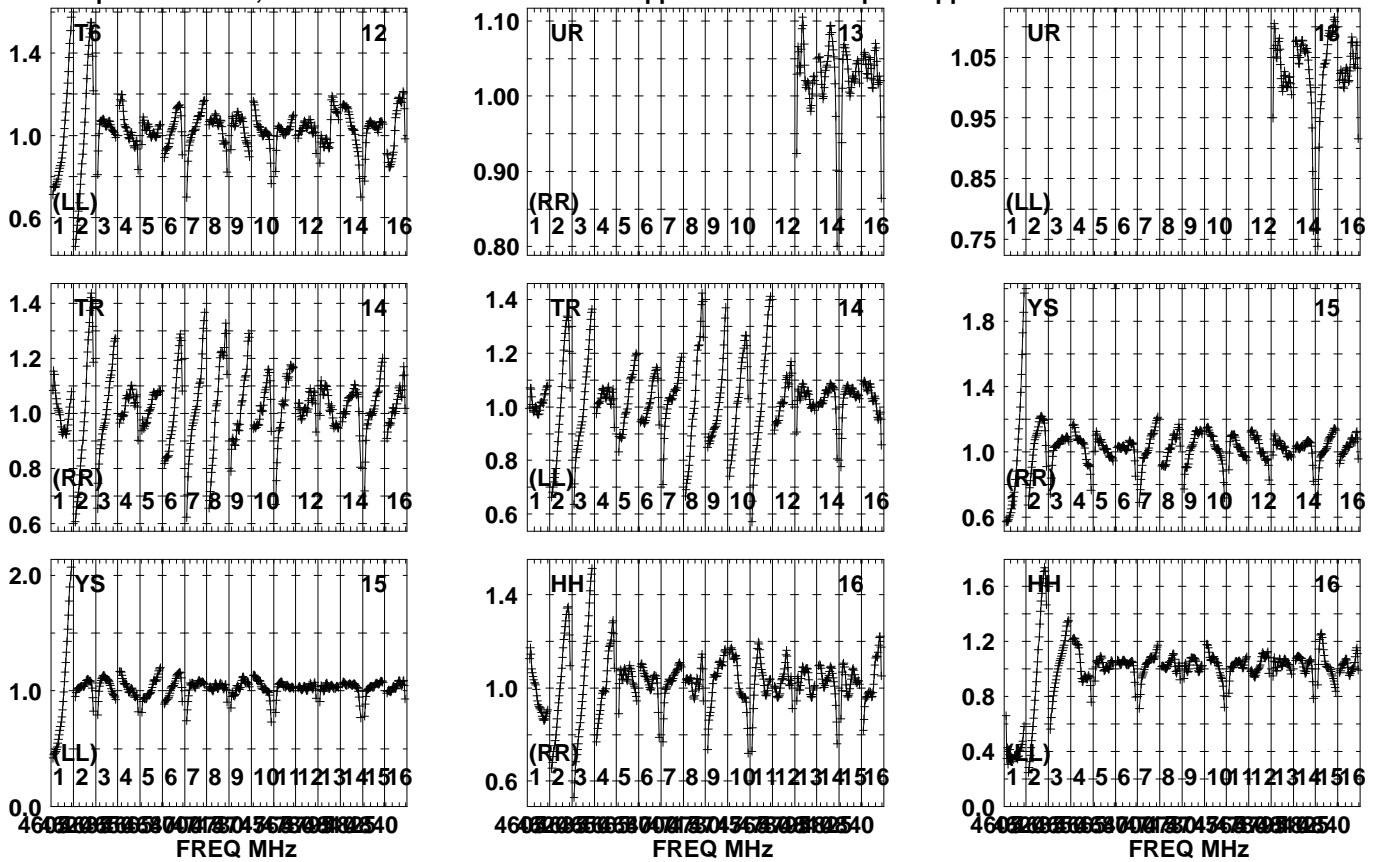 T6 12
1.4
1.0
0.6
(LL)
1 2 3 4 5 6 7 8 9 10 12 14 16
UR 13
1.10
1.00
0.90
0.80
(RR)
1 2 3 4 5 6 7 8 9 10 12 14 16
UR 13
1.05
0.95
0.85
0.75
(LL)
1 2 3 4 5 6 7 8 9 10 12 14 16
TR 14
1.4
1.2
1.0
0.8
0.6
(RR)
1 2 3 4 5 6 7 8 9 10 12 14 16
TR 14
1.4
1.2
1.0
0.8
0.6
(LL)
1 2 3 4 5 6 7 8 9 10 12 14 16
YS 15
1.8
1.4
1.0
0.6
(RR)
1 2 3 4 5 6 7 8 9 10 12 14 16
YS 15
2.0
1.0
0.0
(LL)
1 2 3 4 5 6 7 8 9 10 11 12 13 14 15 16
FREQ MHz
HH 16
1.4
1.0
0.6
(RR)
1 2 3 4 5 6 7 8 9 10 11 12 13 14 15 16
FREQ MHz
HH 16
1.6
1.2
0.8
0.4
0.0
(LL)
1 2 3 4 5 6 7 8 9 10 11 12 13 14 15 16
FREQ MHz